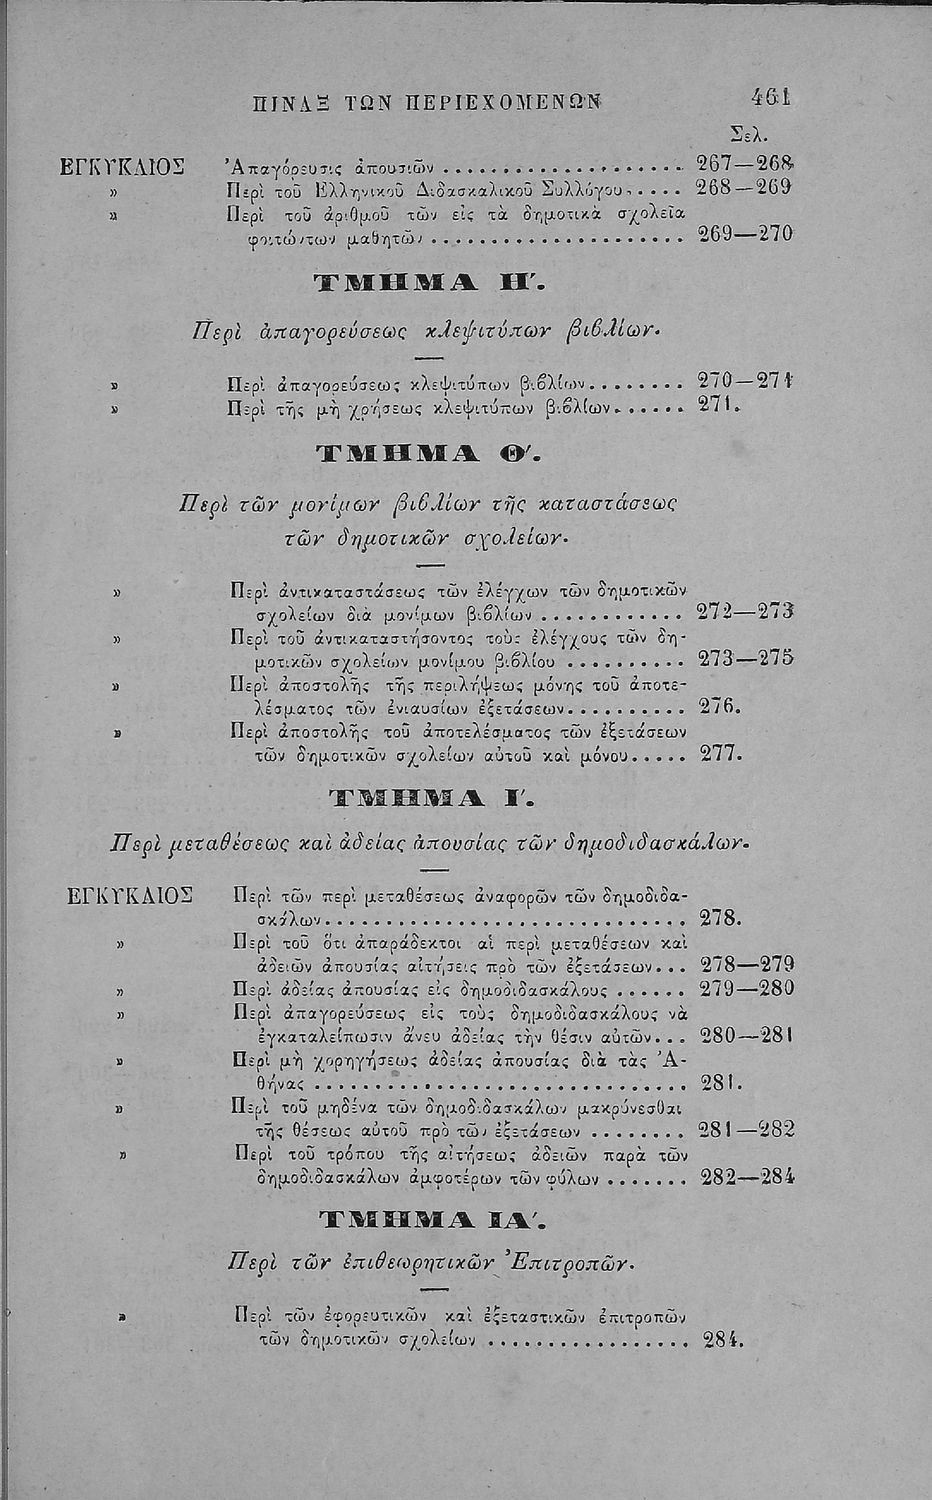 ΠΙΝΑΞ ΤΩΝ ΠΕΡΙΕΧΟΜΕΝΩΝ 461
Σελ.
ΕΓΚΥΚΛΙΟΣ Ἀπαγόρευσις ἀπουσιῶν 267—268
» Περὶ τοῦ Ἑλληνικοῦ Διδασκαλικοῦ Συλλόγου 268—269
» Περὶ τοῦ ἀριθμοῦ τῶν εἰς τὰ δημοτικὰ σχολεῖα
φοιτώντων μαθητῶν 269—270
ΤΜΗΜΑ Η΄.
Περὶ ἀπαγορεύσεως κλεψιτύπων βιβλίων.
» Περὶ ἀπαγορεύσεως κλεψιτύπων βιβλίων 270—271
» Περὶ τῆς μὴ χρήσεως κλεψιτύπων βιβλίων 271.
ΤΜΗΜΑ Θ΄.
Περὶ τῶν μονίμων βιβλίων τῆς καταστάσεως
τῶν δημοτικῶν σχολείων.
» Περὶ ἀντικαταστάσεως τῶν ἐλέγχων τῶν δημοτικῶν
σχολείων διὰ μονίμων βιβλίων 272—273
» Περὶ τοῦ ἀντικαταστήσοντος τοὺς ἐλέγχους τῶν δη-
μοτικῶν σχολείων μονίμου βιβλίου 273—275
» Περὶ ἀποστολῆς τῆς περιλήψεως μόνης τοῦ ἀποτε-
λέσματος τῶν ἐνιαυσίων ἐξετάσεων 276.
» Περὶ ἀποστολῆς τοῦ ἀποτελέσματος τῶν ἐξετάσεων
τῶν δημοτικῶν σχολείων αὐτοῦ καὶ μόνου 277.
ΤΜΗΜΑ Ι΄.
Περὶ μεταθέσεως καὶ ἀδείας ἀπουσίας τῶν δημοδιδασκάλων.
ΕΓΚΥΚΛΙΟΣ Περὶ τῶν περὶ μεταθέσεως ἀναφορῶν τῶν δημοδιδα-
σκάλων 278.
» Περὶ τοῦ ὅτι ἀπαράδεκτοι αἱ περὶ μεταθέσεων καὶ
ἀδειῶν ἀπουσίας αἰτήσεις πρὸ τῶν ἐξετάσεων 278—279
» Περὶ ἀδείας ἀπουσίας εἰς δημοδιδασκάλους 279—280
» Περὶ ἀπαγορεύσεως εἰς τοὺς δημοδιδασκάλους νὰ
ἐγκαταλείπωσιν ἄνευ ἀδείας τὴν θέσιν αὑτῶν 280—281
» Περὶ μὴ χορηγήσεως ἀδείας ἀπουσίας διὰ τὰς Ἀ-
θήνας 281.
» Περὶ τοῦ μηδένα τῶν δημοδιδασκάλων μακρύνεσθαι
τῆς θέσεως αὑτοῦ πρὸ τῶν ἐξετάσεων 281—282
» Περὶ τοῦ τρόπου τῆς αἰτήσεως ἀδειῶν παρὰ τῶν
δημοδιδασκάλων ἀμφοτέρων τῶν φύλων 282—284
ΤΜΗΜΑ ΙΑ΄.
Περὶ τῶν ἐπιθεωρητικῶν Ἐπιτροπῶν.
» Περὶ τῶν ἐφορευτικῶν καὶ ἐξεταστικῶν ἐπιτροπῶν
τῶν δημοτικῶν σχολείων 284.